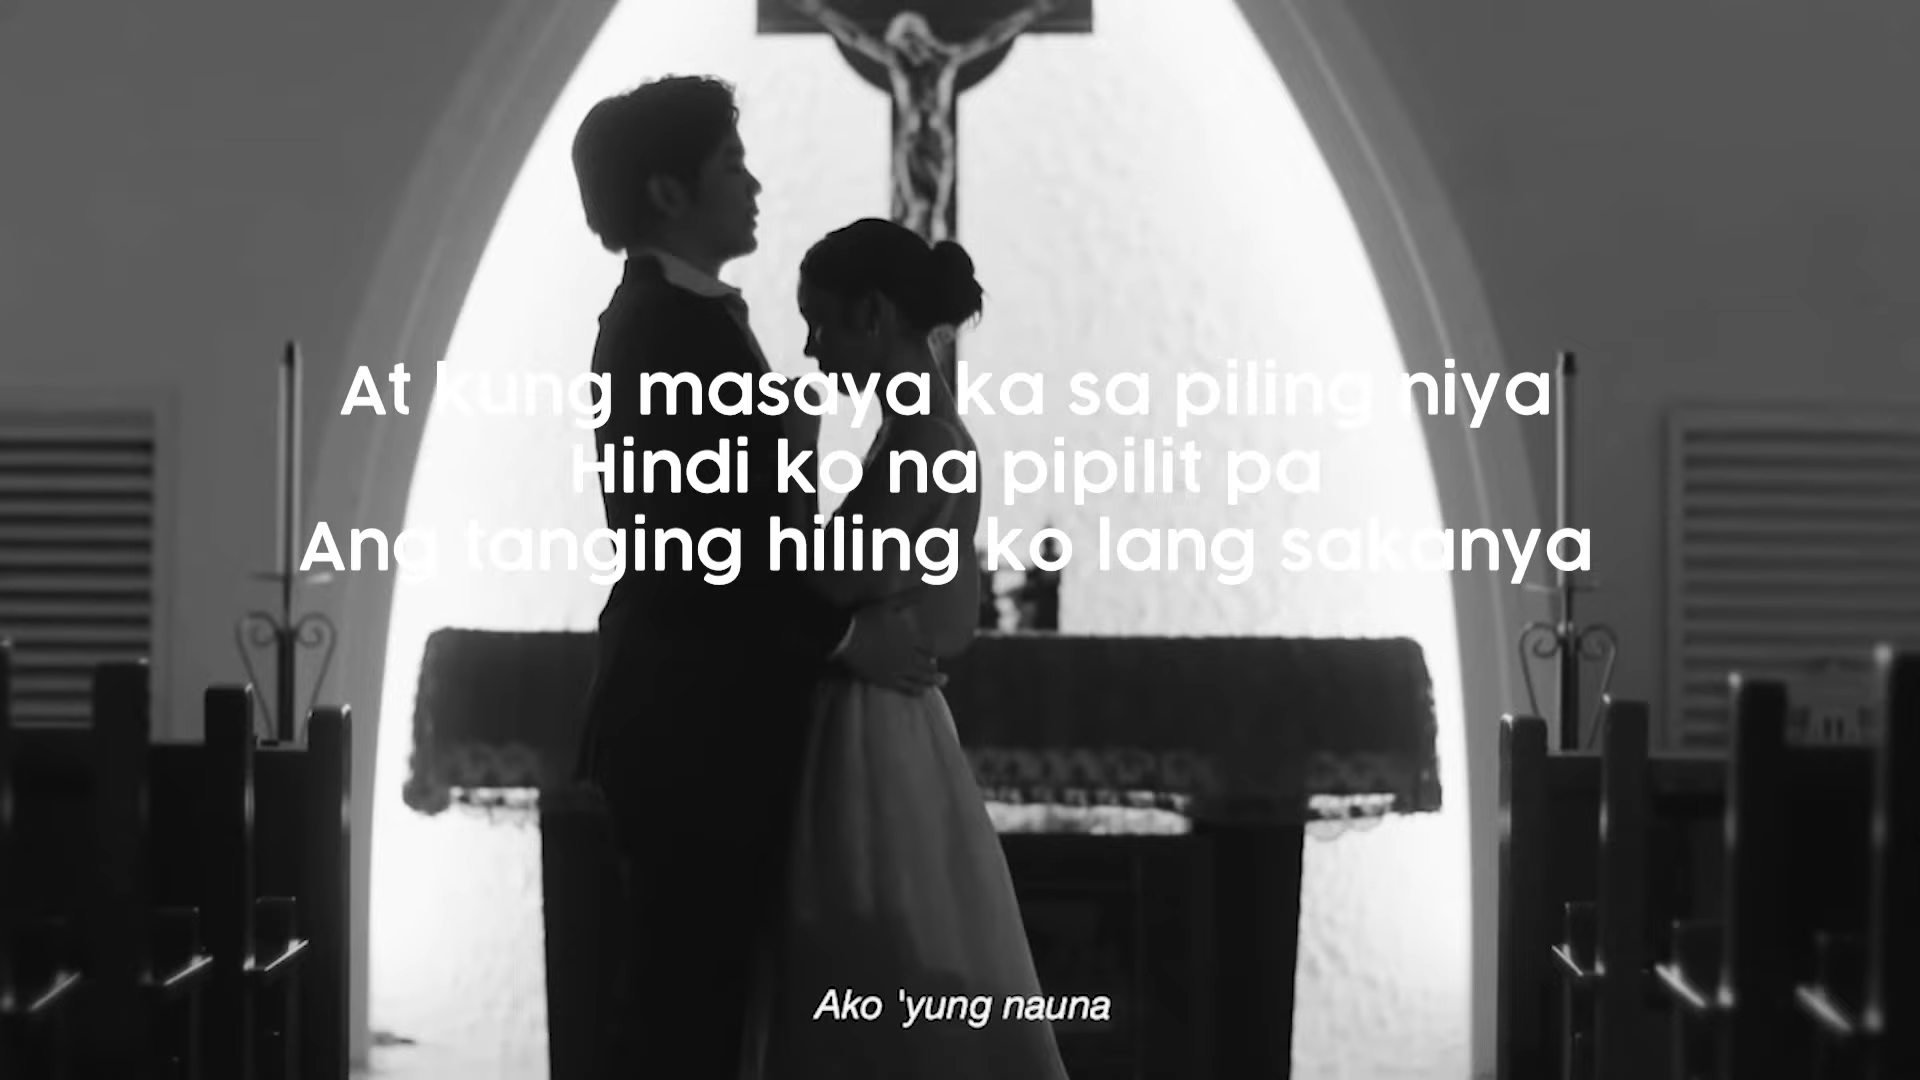 At kung masaya ka sa piling niya
Hindi ko na pipilit pa
Ang tanging hiling ko lang sakanya
Ako 'yung nauna